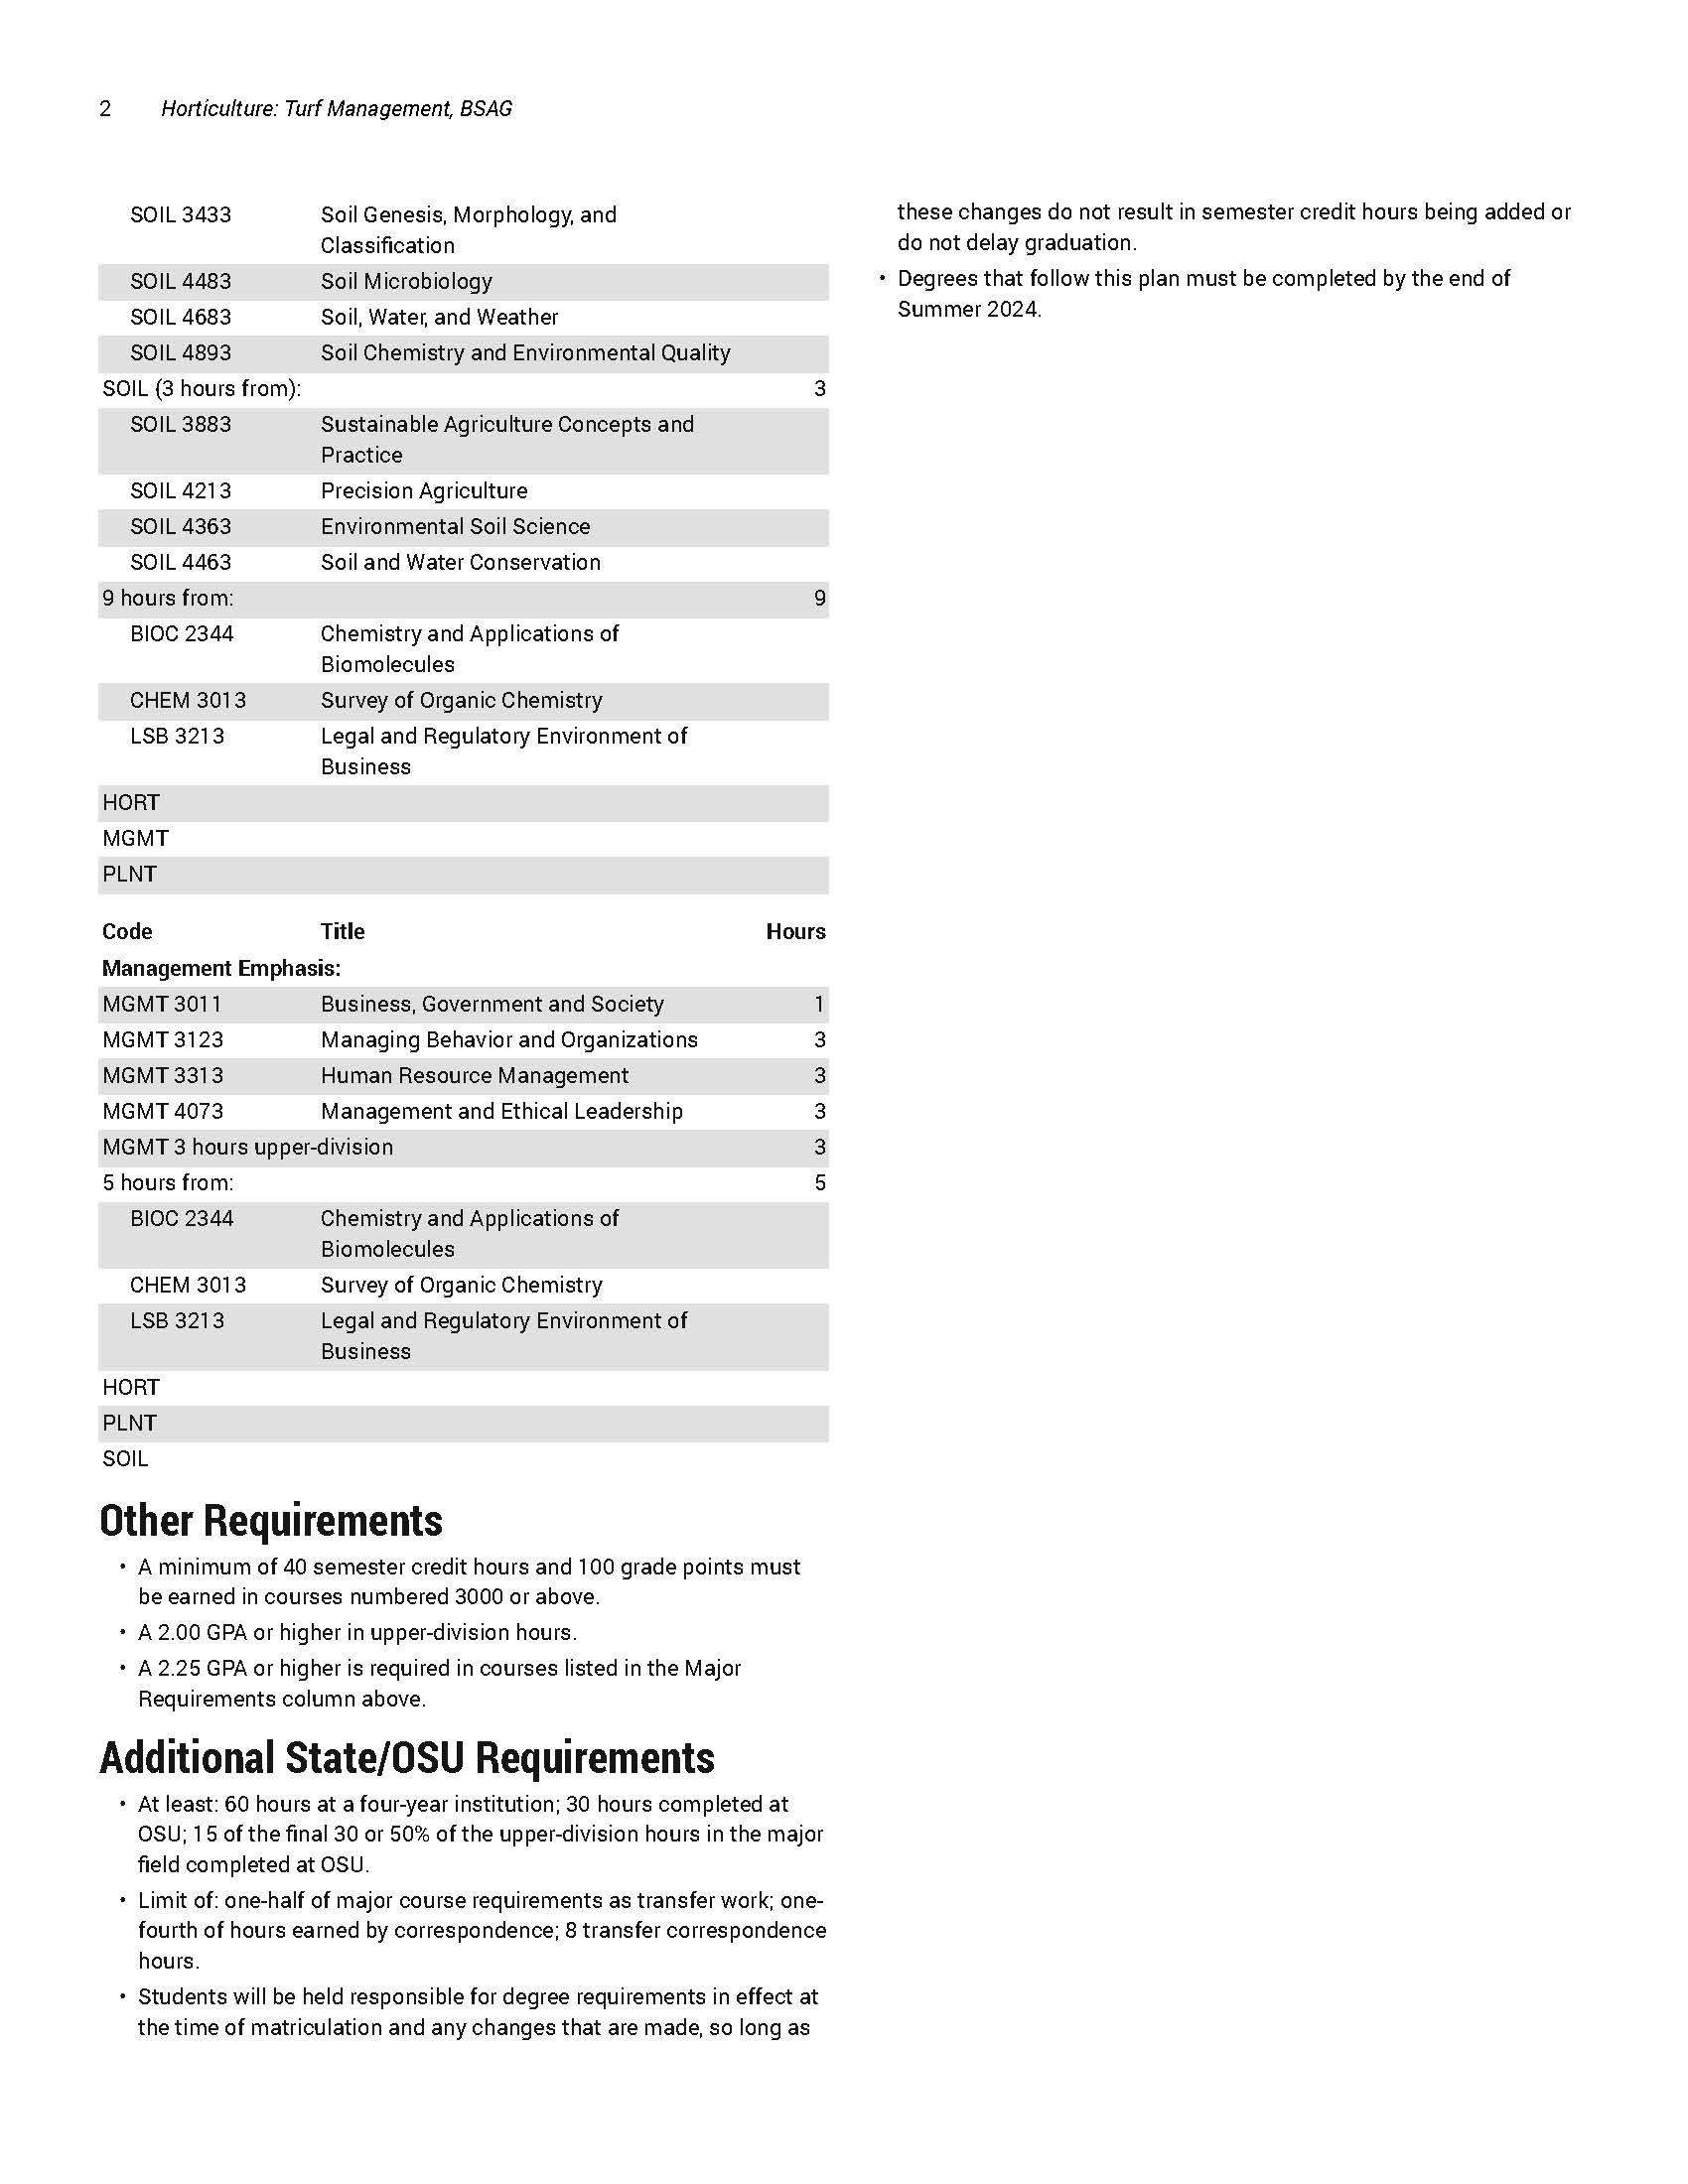 2 Horticulture: Turf Management, BSAG
SOIL 3433 Soil Genesis, Morphology, and
Classification
SOIL 4483 Soil Microbiology
SOIL 4683 Soil, Water, and Weather
SOIL 4893 Soil Chemistry and Environmental Quality
SOIL (3 hours from): 3
SOIL 3883 Sustainable Agriculture Concepts and
Practice
SOIL 4213 Precision Agriculture
SOIL 4363 Environmental Soil Science
SOIL 4463 Soil and Water Conservation
9 hours from: 9
BIOC 2344 Chemistry and Applications of
Biomolecules
CHEM 3013 Survey of Organic Chemistry
LSB 3213 Legal and Regulatory Environment of
Business
HORT
MGMT
PLNT
Code Title Hours
Management Emphasis:
MGMT 3011 Business, Government and Society 1
MGMT 3123 Managing Behavior and Organizations 3
MGMT 3313 Human Resource Management 3
MGMT 4073 Management and Ethical Leadership 3
MGMT 3 hours upper-division 3
5 hours from: 5
BIOC 2344 Chemistry and Applications of
Biomolecules
CHEM 3013 Survey of Organic Chemistry
LSB 3213 Legal and Regulatory Environment of
Business
HORT
PLNT
SOIL
Other Requirements
• A minimum of 40 semester credit hours and 100 grade points must
be earned in courses numbered 3000 or above.
• A 2.00 GPA or higher in upper-division hours.
• A 2.25 GPA or higher is required in courses listed in the Major
Requirements column above.
Additional State/OSU Requirements
• At least: 60 hours at a four-year institution; 30 hours completed at
OSU; 15 of the final 30 or 50% of the upper-division hours in the major
field completed at OSU.
• Limit of: one-half of major course requirements as transfer work; one-
fourth of hours earned by correspondence; 8 transfer correspondence
hours.
• Students will be held responsible for degree requirements in effect at
the time of matriculation and any changes that are made, so long as
these changes do not result in semester credit hours being added or
do not delay graduation.
• Degrees that follow this plan must be completed by the end of
Summer 2024.